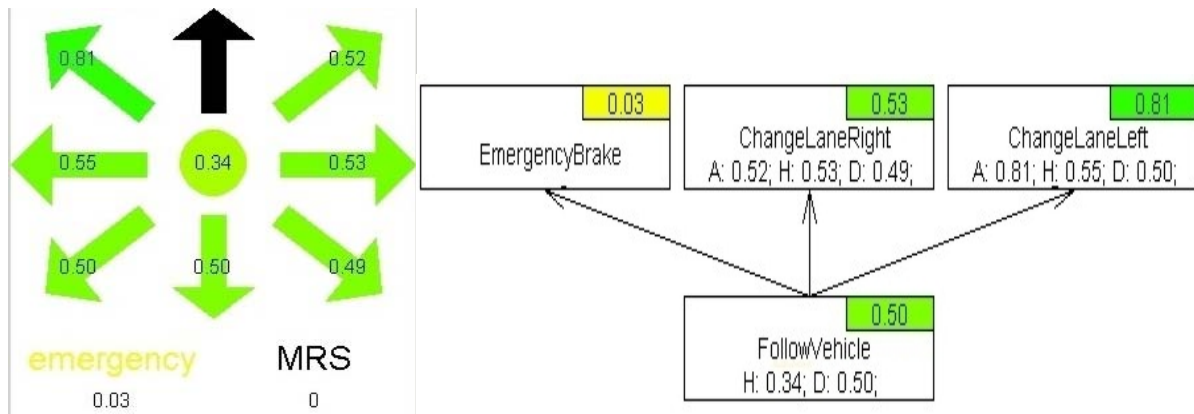 0.81
0.52
0.55
0.34
0.53
0.50
0.50
0.49
emergency
MRS
0.03
0
0.03
EmergencyBrake
0.53
ChangeLaneRight
A: 0.52; H: 0.53; D: 0.49;
0.81
ChangeLaneLeft
A: 0.81; H: 0.55; D: 0.50;
0.50
FollowVehicle
H: 0.34; D: 0.50;